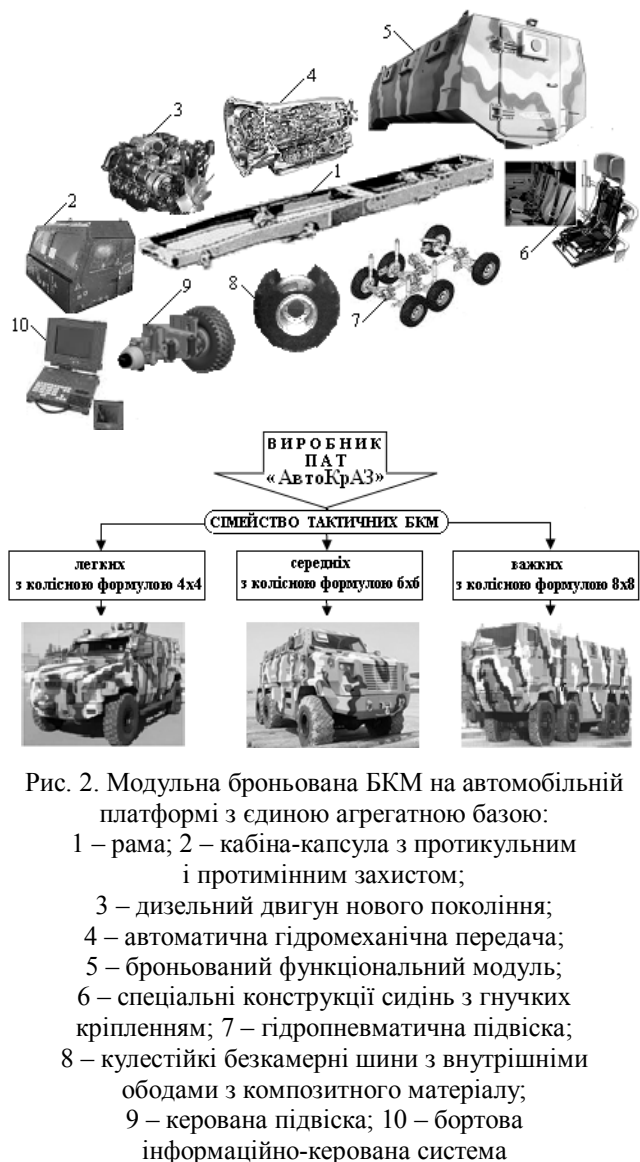 5
4
3
1
2
6
8
9
7
10
ВИРОБНИК
ПАТ
«АвтоКрАЗ»
СІМЕЙСТВО ТАКТИЧНИХ БКМ
легких
з колісною формулою 4х4
середніх
з колісною формулою 6х6
важких
з колісною формулою 8х8
Рис. 2. Модульна броньована БКМ на автомобільній
платформі з єдиною агрегатною базою:
1 – рама; 2 – кабіна-капсула з протикульним
і протимінним захистом;
3 – дизельний двигун нового покоління;
4 – автоматична гідромеханічна передача;
5 – броньований функціональний модуль;
6 – спеціальні конструкції сидінь з гнучких
кріпленням; 7 – гідропневматична підвіска;
8 – кулестійкі безкамерні шини з внутрішніми
ободами з композитного матеріалу;
9 – керована підвіска; 10 – бортова
інформаційно-керована система